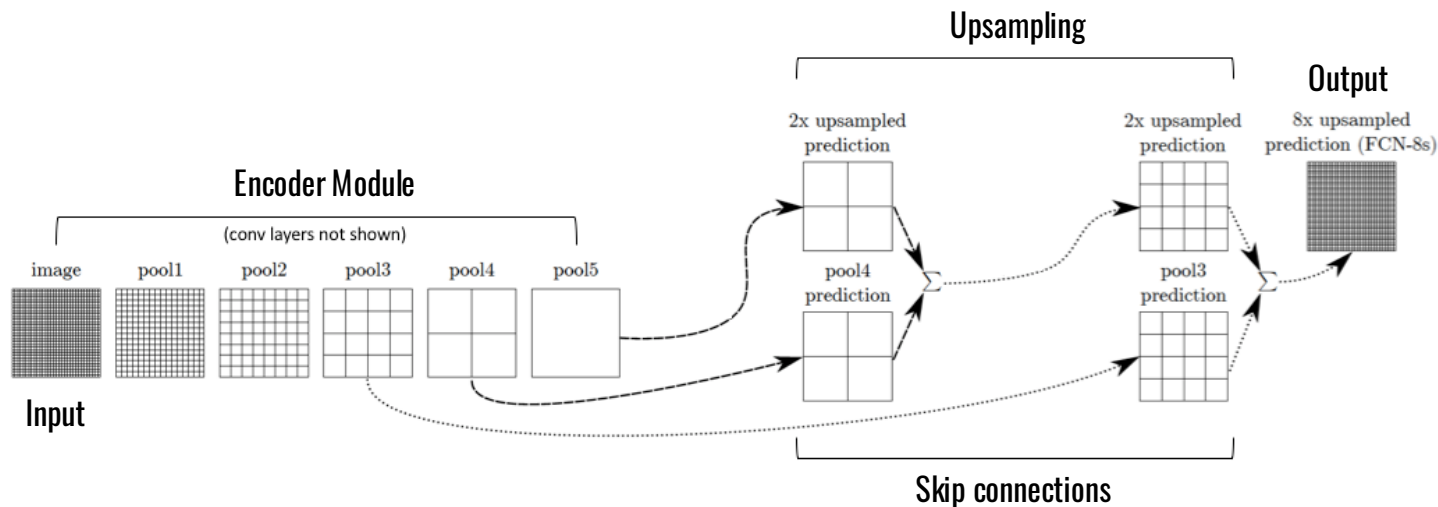 Upsampling
Output
2x upsampled
prediction
2x upsampled
prediction
8x upsampled
prediction (FCN-8s)
Encoder Module
(conv layers not shown)
image pool1 pool2 pool3 pool4 pool5
pool4
prediction
Σ
pool3
prediction
Σ
Input
Skip connections